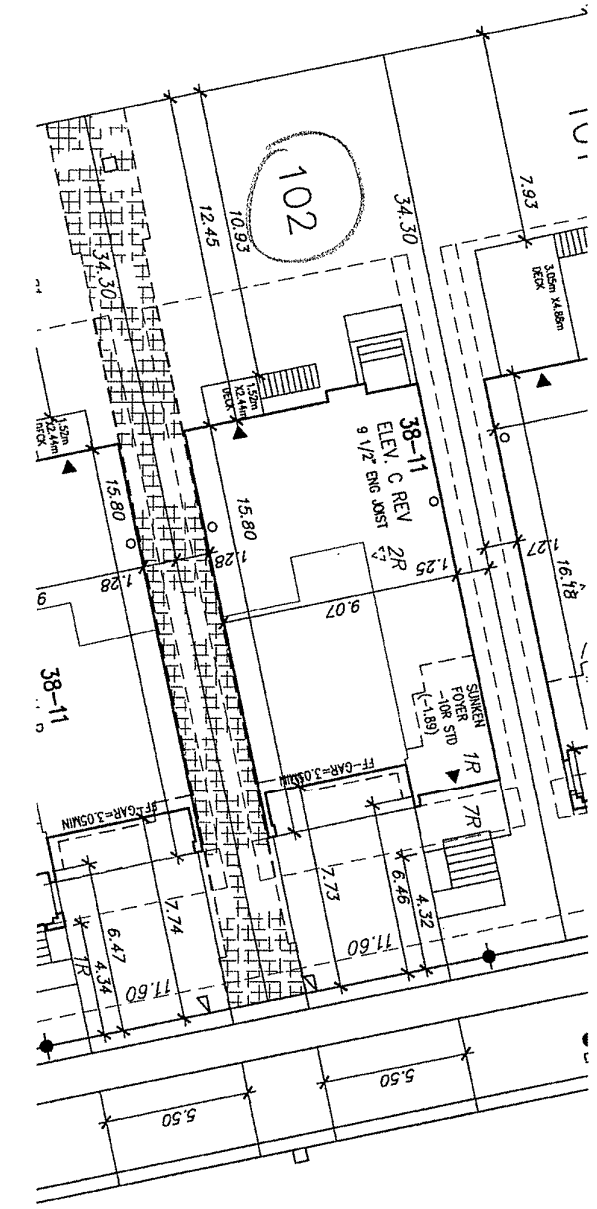 102
12.45
10.93
34.30
7.93
34.30
3.05m X4.88m
DECK
1.52m
X2.44m
DECK
1.52m
X2.44m
DECK
38-11
ELEV. C REV
9 1/2" ENG JOIST
2R
15.80
15.80
1.28
1.28
1.25
1.27
16.18
9.07
38-11
SUNKEN
FOYER
-10R STD
(-1.89)
1R
7R
FF-GAR=3.05MIN
FF-GAR=3.05MIN
7.74
7.73
6.46
4.32
6.47
4.34
7R
11.60
11.60
5.50
5.50